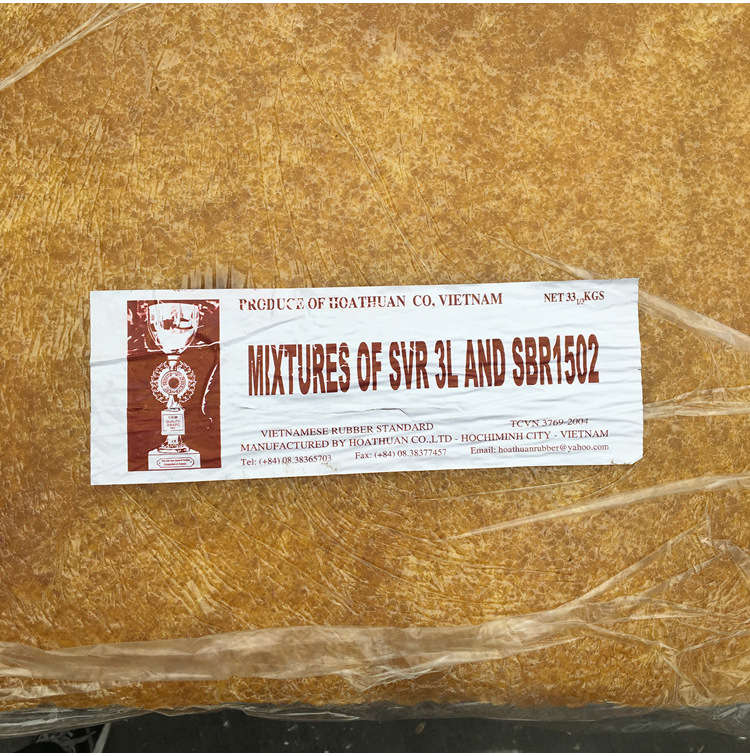 PRODUCE OF HOATHUAN CO, VIETNAM NET 33 1/3 KGS
MIXTURES OF SVR 3L AND SBR1502
VIETNAMESE RUBBER STANDARD TCVN 3769-2004
MANUFACTURED BY HOATHUAN CO.,LTD - HOCHIMINH CITY - VIETNAM
Tel: (+84) 08.38365703 Fax: (+84) 08.38377457 Email: hoathuanrubber@yahoo.com
QUALITY